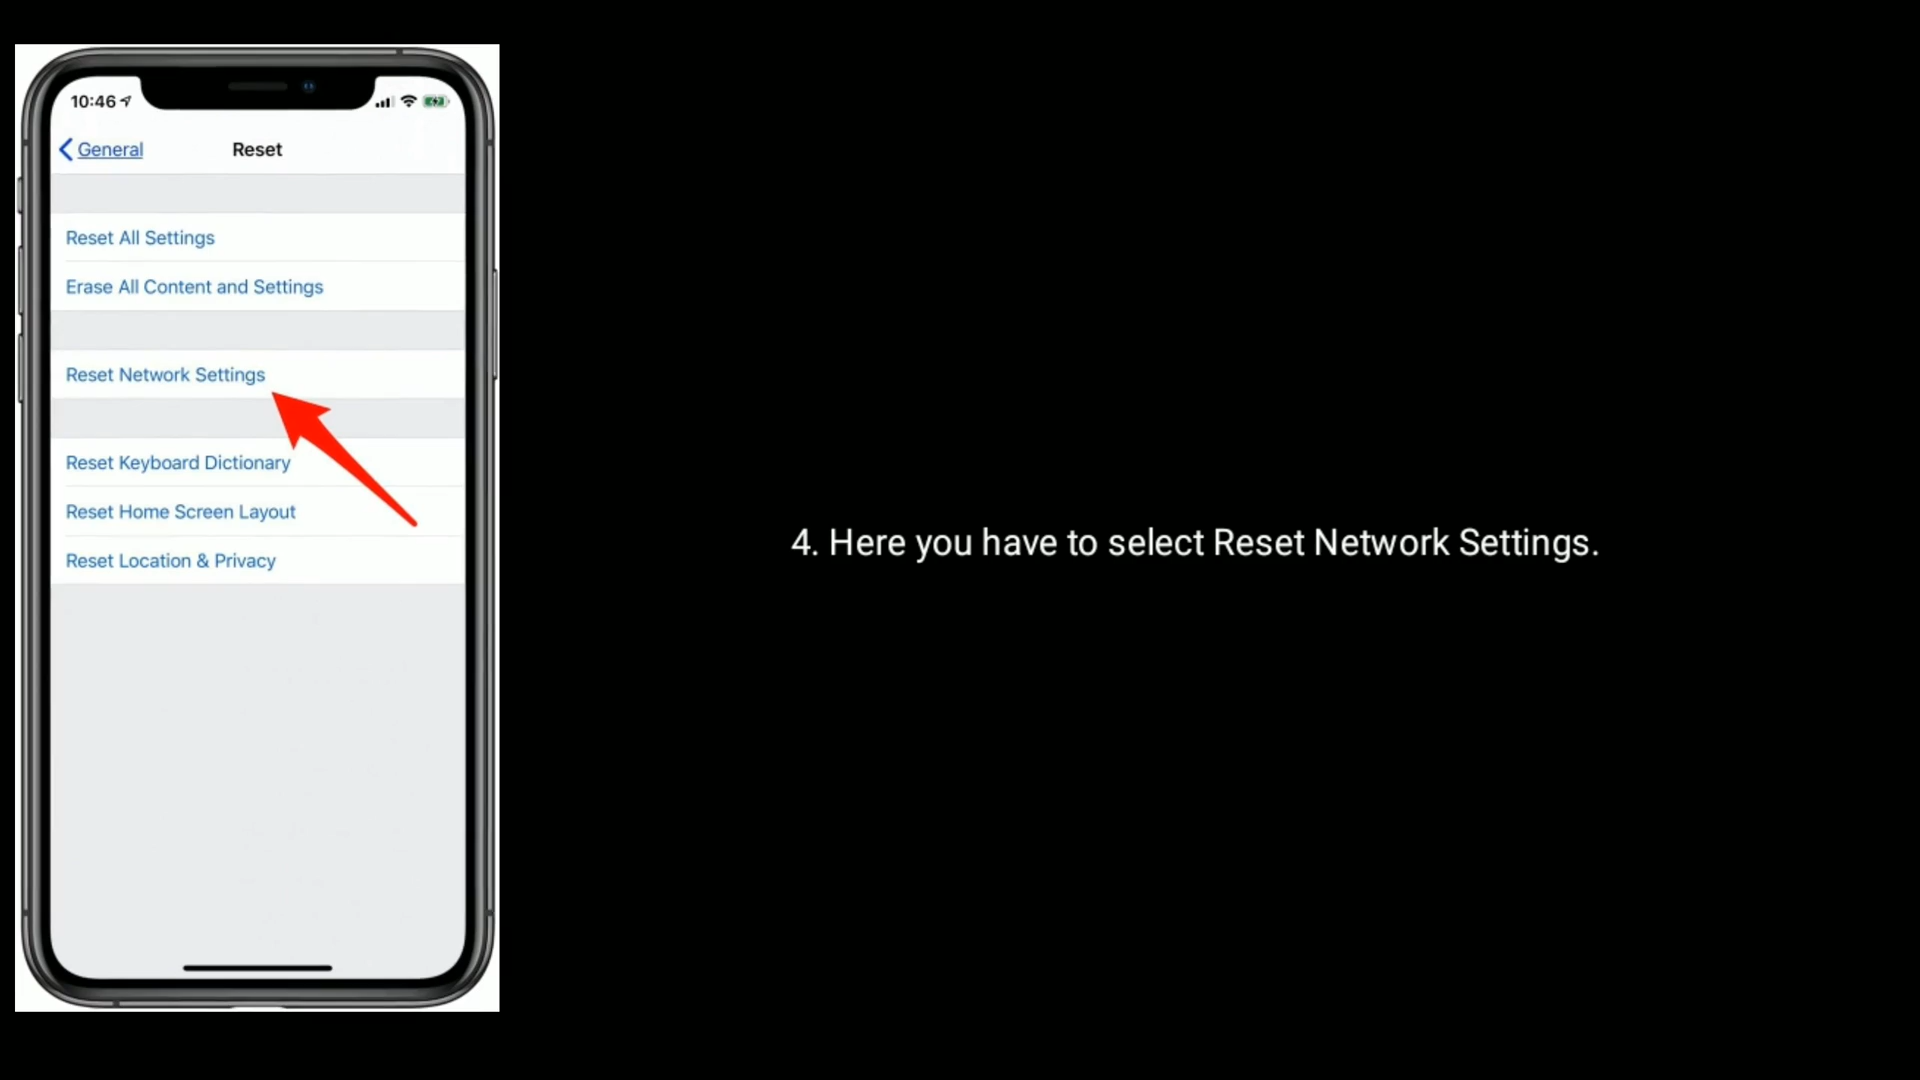 10:46
General
Reset
Reset All Settings
Erase All Content and Settings
Reset Network Settings
Reset Keyboard Dictionary
Reset Home Screen Layout
Reset Location & Privacy
4. Here you have to select Reset Network Settings.